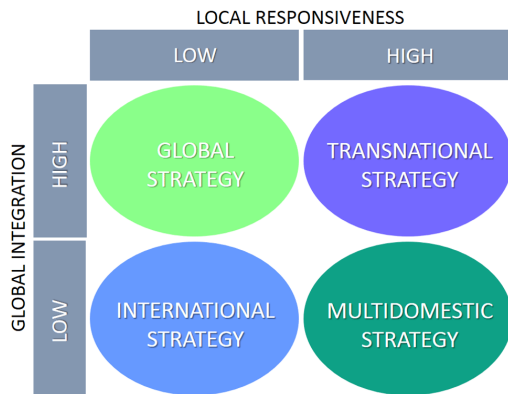 LOCAL RESPONSIVENESS
LOW
HIGH
GLOBAL INTEGRATION
HIGH
GLOBAL
STRATEGY
TRANSNATIONAL
STRATEGY
LOW
INTERNATIONAL
STRATEGY
MULTIDOMESTIC
STRATEGY